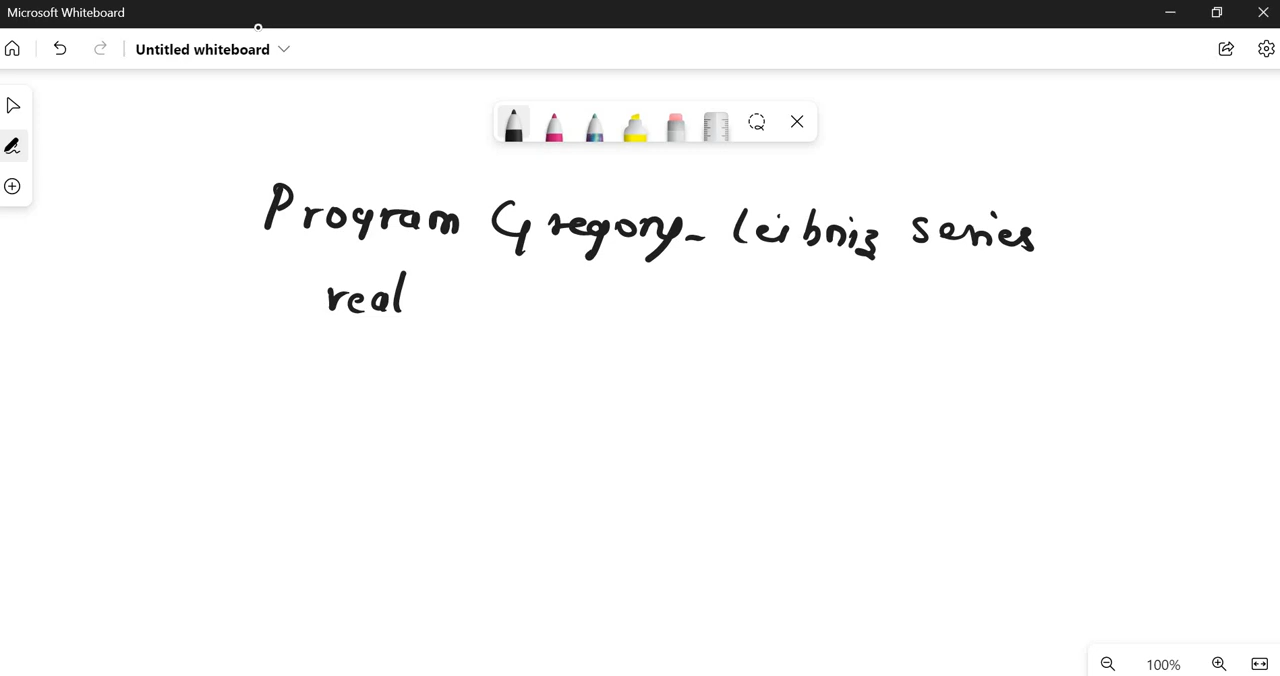 Microsoft Whiteboard
Untitled whiteboard
Program Gregory-Leibniz series
real
100%